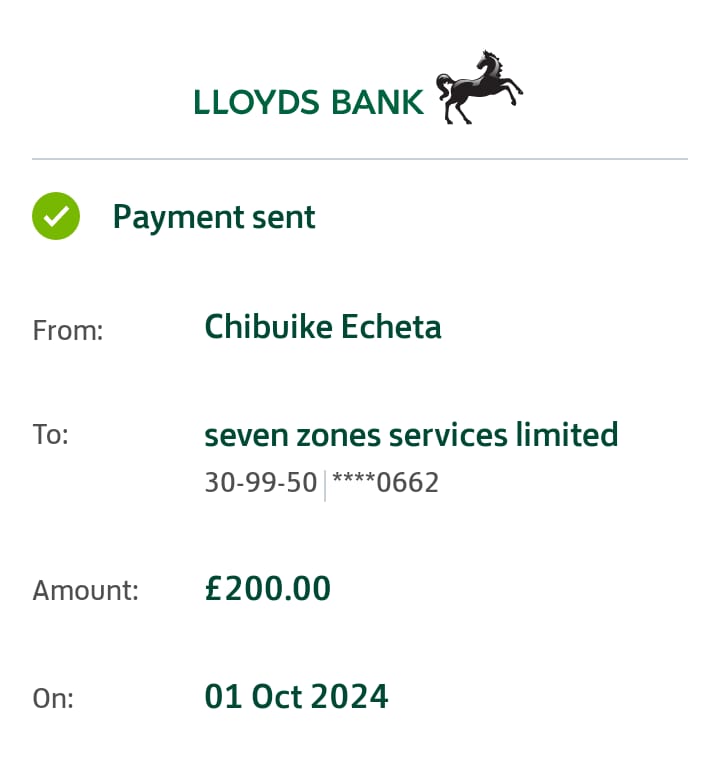 LLOYDS BANK
Payment sent
From: Chibuike Echeta
To: seven zones services limited
30-99-50 | ****0662
Amount: £200.00
On: 01 Oct 2024